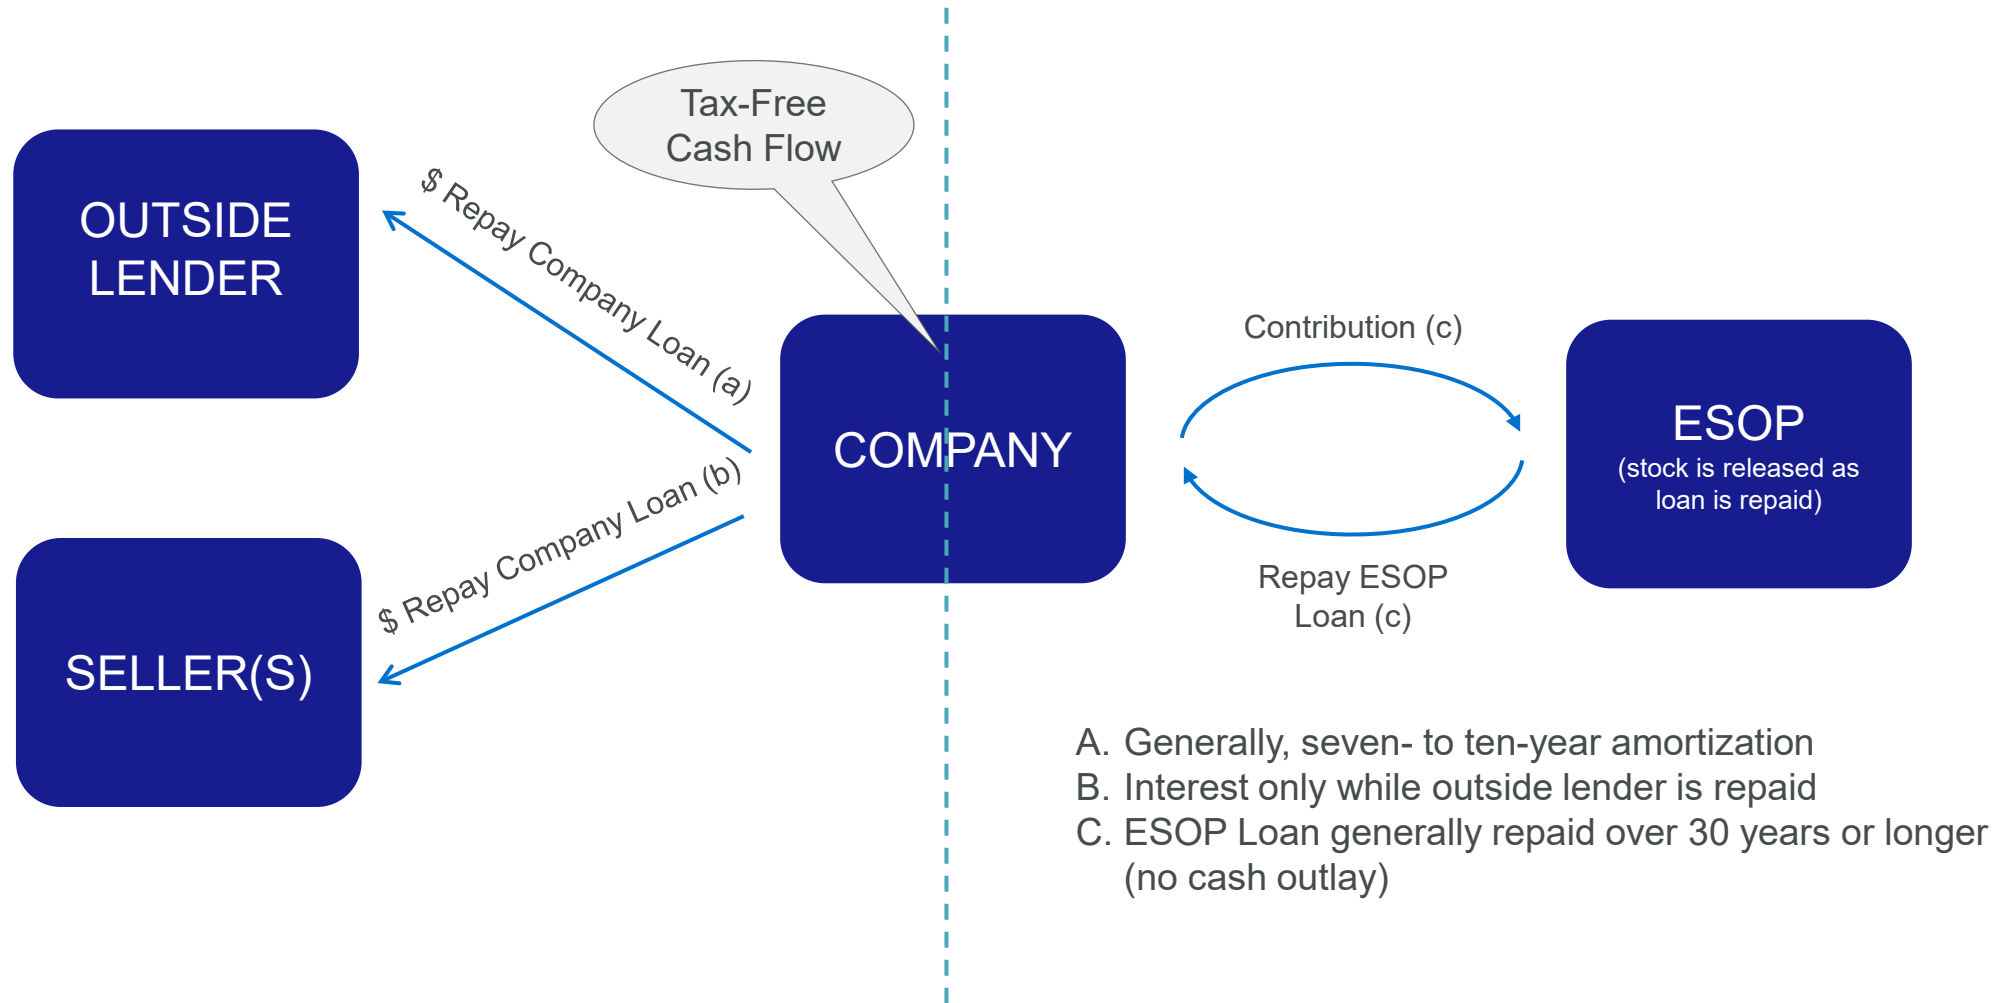 Tax-Free
Cash Flow
OUTSIDE
LENDER
$ Repay Company Loan (a)
Contribution (c)
COMPANY
ESOP
(stock is released as
loan is repaid)
$ Repay Company Loan (b)
Repay ESOP
Loan (c)
SELLER(S)
A. Generally, seven- to ten-year amortization
B. Interest only while outside lender is repaid
C. ESOP Loan generally repaid over 30 years or longer
(no cash outlay)